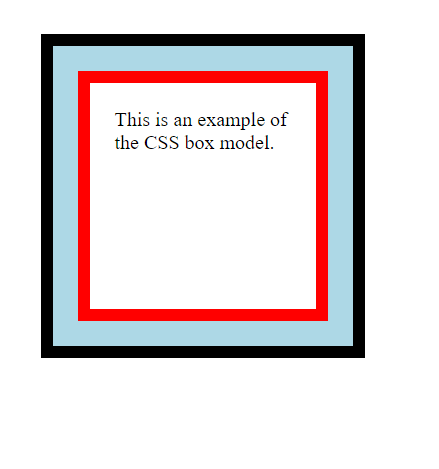 This is an example of
the CSS box model.